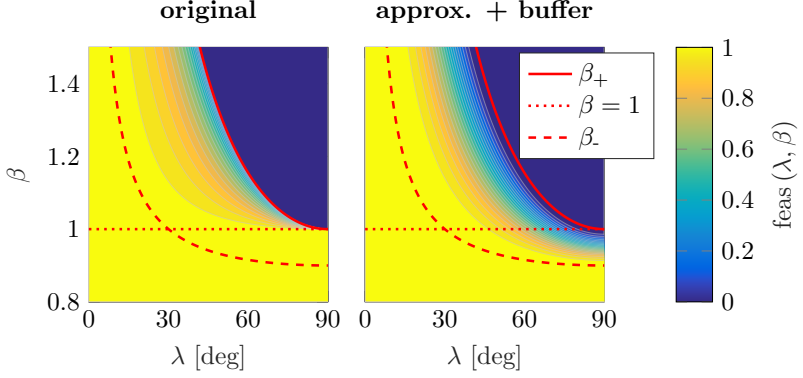 original approx. + buffer
β₊
β = 1
β₋
1.4
1.2
1
0.8
β
0 30 60 90
0 30 60 90
λ [deg]
λ [deg]
1
0.8
0.6
0.4
0.2
0
feas (λ, β)